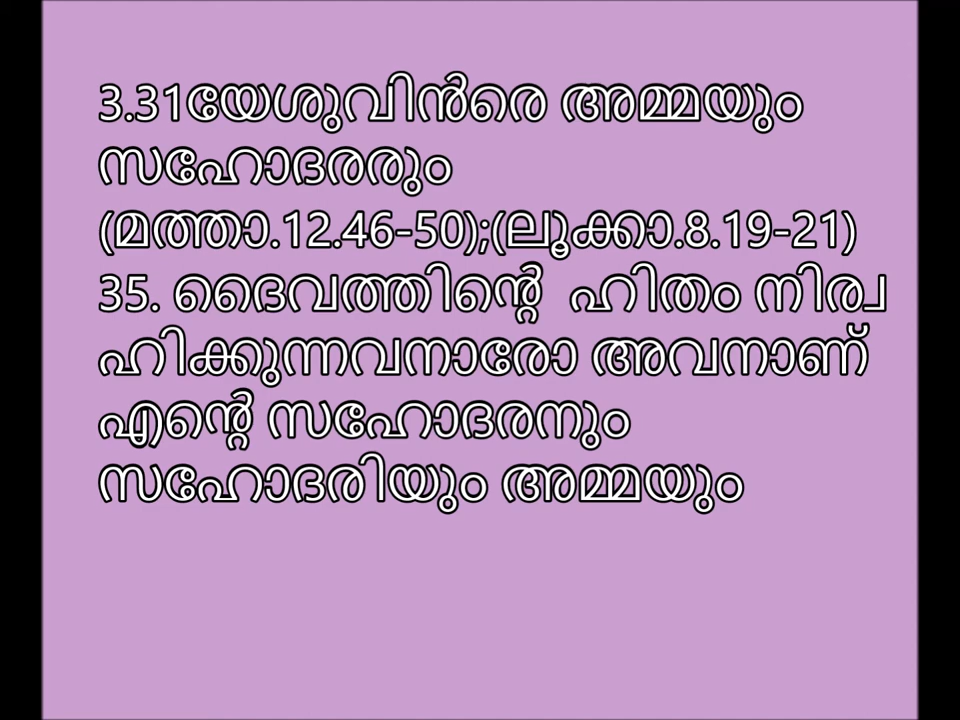 3.31യേശുവിൻരെ അമ്മയും
സഹോദരരും
(മത്താ.12.46-50);(ലൂക്കാ.8.19-21)
35. ദൈവത്തിന്റെ ഹിതം നിര്വ
ഹിക്കുന്നവനാരോ അവനാണ്
എന്റെ സഹോദരനും
സഹോദരിയും അമ്മയും